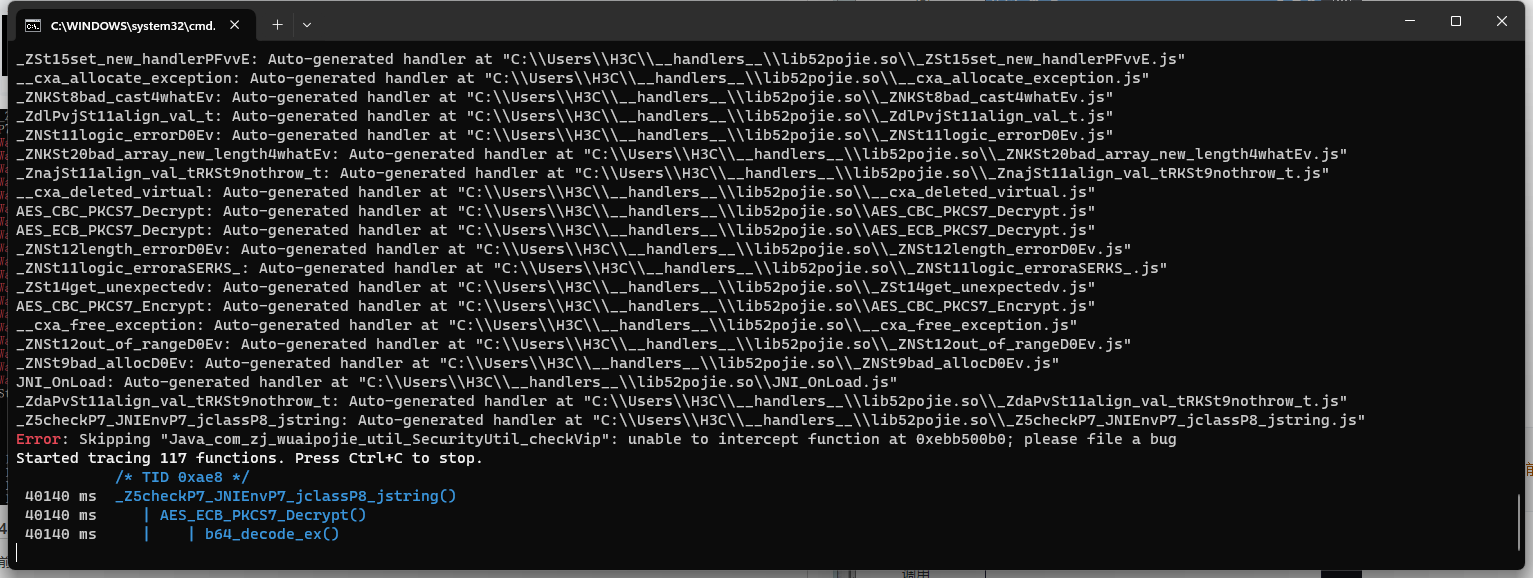 C:\WINDOWS\system32\cmd.
_ZSt15set_new_handlerPFvvE: Auto-generated handler at "C:\\Users\\H3C\\__handlers__\\lib52pojie.so\\_ZSt15set_new_handlerPFvvE.js"
__cxa_allocate_exception: Auto-generated handler at "C:\\Users\\H3C\\__handlers__\\lib52pojie.so\\__cxa_allocate_exception.js"
_ZNKSt8bad_cast4whatEv: Auto-generated handler at "C:\\Users\\H3C\\__handlers__\\lib52pojie.so\\_ZNKSt8bad_cast4whatEv.js"
_ZdlPvjSt11align_val_t: Auto-generated handler at "C:\\Users\\H3C\\__handlers__\\lib52pojie.so\\_ZdlPvjSt11align_val_t.js"
_ZNSt11logic_errorD0Ev: Auto-generated handler at "C:\\Users\\H3C\\__handlers__\\lib52pojie.so\\_ZNSt11logic_errorD0Ev.js"
_ZNKSt20bad_array_new_length4whatEv: Auto-generated handler at "C:\\Users\\H3C\\__handlers__\\lib52pojie.so\\_ZNKSt20bad_array_new_length4whatEv.js"
_ZnajSt11align_val_tRKSt9nothrow_t: Auto-generated handler at "C:\\Users\\H3C\\__handlers__\\lib52pojie.so\\_ZnajSt11align_val_tRKSt9nothrow_t.js"
__cxa_deleted_virtual: Auto-generated handler at "C:\\Users\\H3C\\__handlers__\\lib52pojie.so\\__cxa_deleted_virtual.js"
AES_CBC_PKCS7_Decrypt: Auto-generated handler at "C:\\Users\\H3C\\__handlers__\\lib52pojie.so\\AES_CBC_PKCS7_Decrypt.js"
AES_ECB_PKCS7_Decrypt: Auto-generated handler at "C:\\Users\\H3C\\__handlers__\\lib52pojie.so\\AES_ECB_PKCS7_Decrypt.js"
_ZNSt12length_errorD0Ev: Auto-generated handler at "C:\\Users\\H3C\\__handlers__\\lib52pojie.so\\_ZNSt12length_errorD0Ev.js"
_ZNSt11logic_erroraSERKS_: Auto-generated handler at "C:\\Users\\H3C\\__handlers__\\lib52pojie.so\\_ZNSt11logic_erroraSERKS_.js"
_ZSt14get_unexpectedv: Auto-generated handler at "C:\\Users\\H3C\\__handlers__\\lib52pojie.so\\_ZSt14get_unexpectedv.js"
AES_CBC_PKCS7_Encrypt: Auto-generated handler at "C:\\Users\\H3C\\__handlers__\\lib52pojie.so\\AES_CBC_PKCS7_Encrypt.js"
__cxa_free_exception: Auto-generated handler at "C:\\Users\\H3C\\__handlers__\\lib52pojie.so\\__cxa_free_exception.js"
_ZNSt12out_of_rangeD0Ev: Auto-generated handler at "C:\\Users\\H3C\\__handlers__\\lib52pojie.so\\_ZNSt12out_of_rangeD0Ev.js"
_ZNSt9bad_allocD0Ev: Auto-generated handler at "C:\\Users\\H3C\\__handlers__\\lib52pojie.so\\_ZNSt9bad_allocD0Ev.js"
JNI_OnLoad: Auto-generated handler at "C:\\Users\\H3C\\__handlers__\\lib52pojie.so\\JNI_OnLoad.js"
_ZdaPvSt11align_val_tRKSt9nothrow_t: Auto-generated handler at "C:\\Users\\H3C\\__handlers__\\lib52pojie.so\\_ZdaPvSt11align_val_tRKSt9nothrow_t.js"
_Z5checkP7_JNIEnvP7_jclassP8_jstring: Auto-generated handler at "C:\\Users\\H3C\\__handlers__\\lib52pojie.so\\_Z5checkP7_JNIEnvP7_jclassP8_jstring.js"
Error: Skipping "Java_com_zj_wuaipojie_util_SecurityUtil_checkVip": unable to intercept function at 0xebb500b0; please file a bug
Started tracing 117 functions. Press Ctrl+C to stop.
/* TID 0xae8 */
40140 ms _Z5checkP7_JNIEnvP7_jclassP8_jstring()
40140 ms | AES_ECB_PKCS7_Decrypt()
40140 ms | | b64_decode_ex()